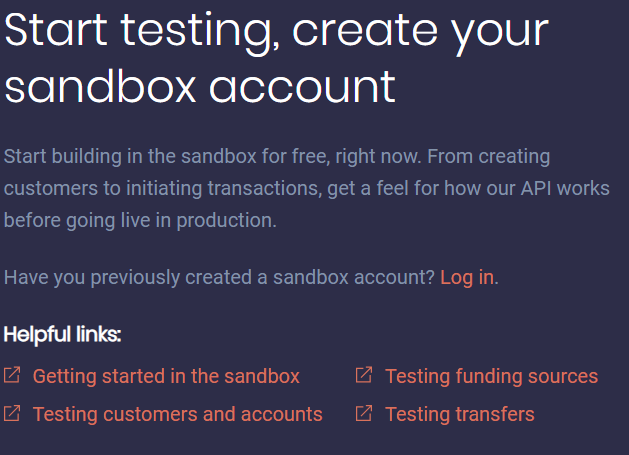 Start testing, create your
sandbox account
Start building in the sandbox for free, right now. From creating
customers to initiating transactions, get a feel for how our API works
before going live in production.
Have you previously created a sandbox account? Log in.
Helpful links:
Getting started in the sandbox
Testing funding sources
Testing customers and accounts
Testing transfers